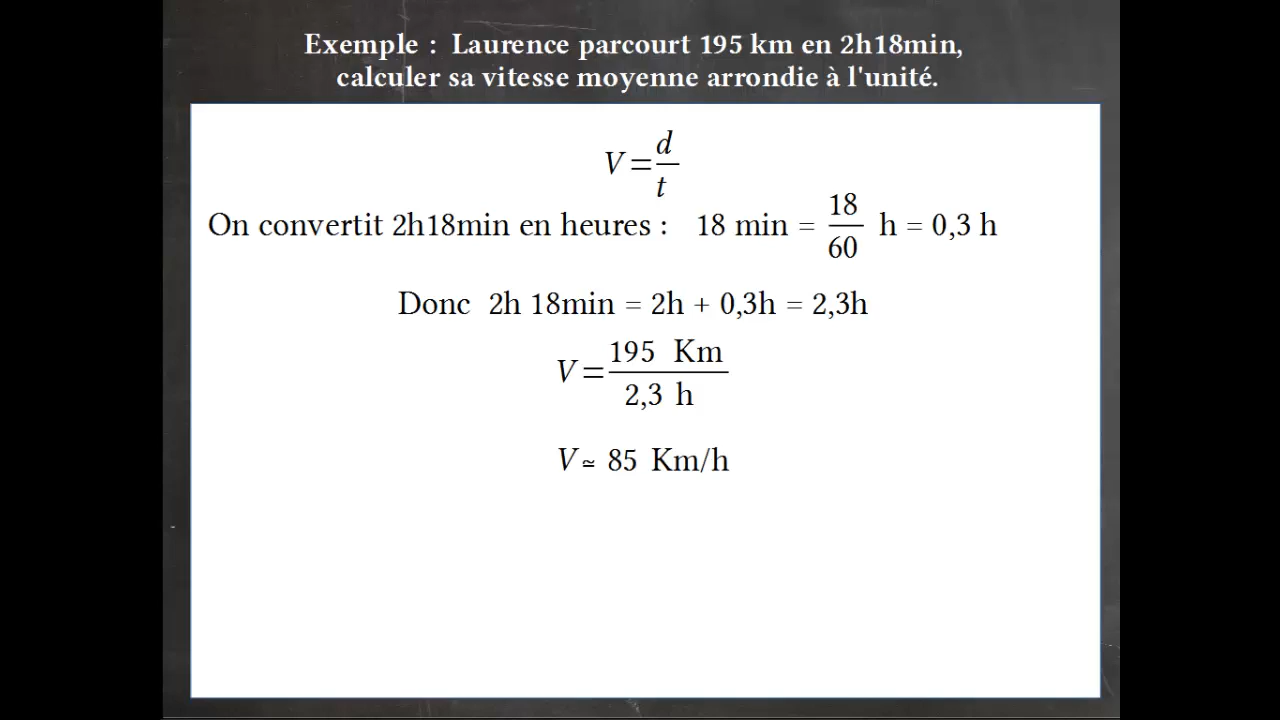 Exemple : Laurence parcourt 195 km en 2h18min,
calculer sa vitesse moyenne arrondie à l'unité.
V = d/t
On convertit 2h18min en heures : 18 min = 18/60 h = 0,3 h
Donc 2h 18min = 2h + 0,3h = 2,3h
V = 195 Km / 2,3 h
V ≃ 85 Km/h